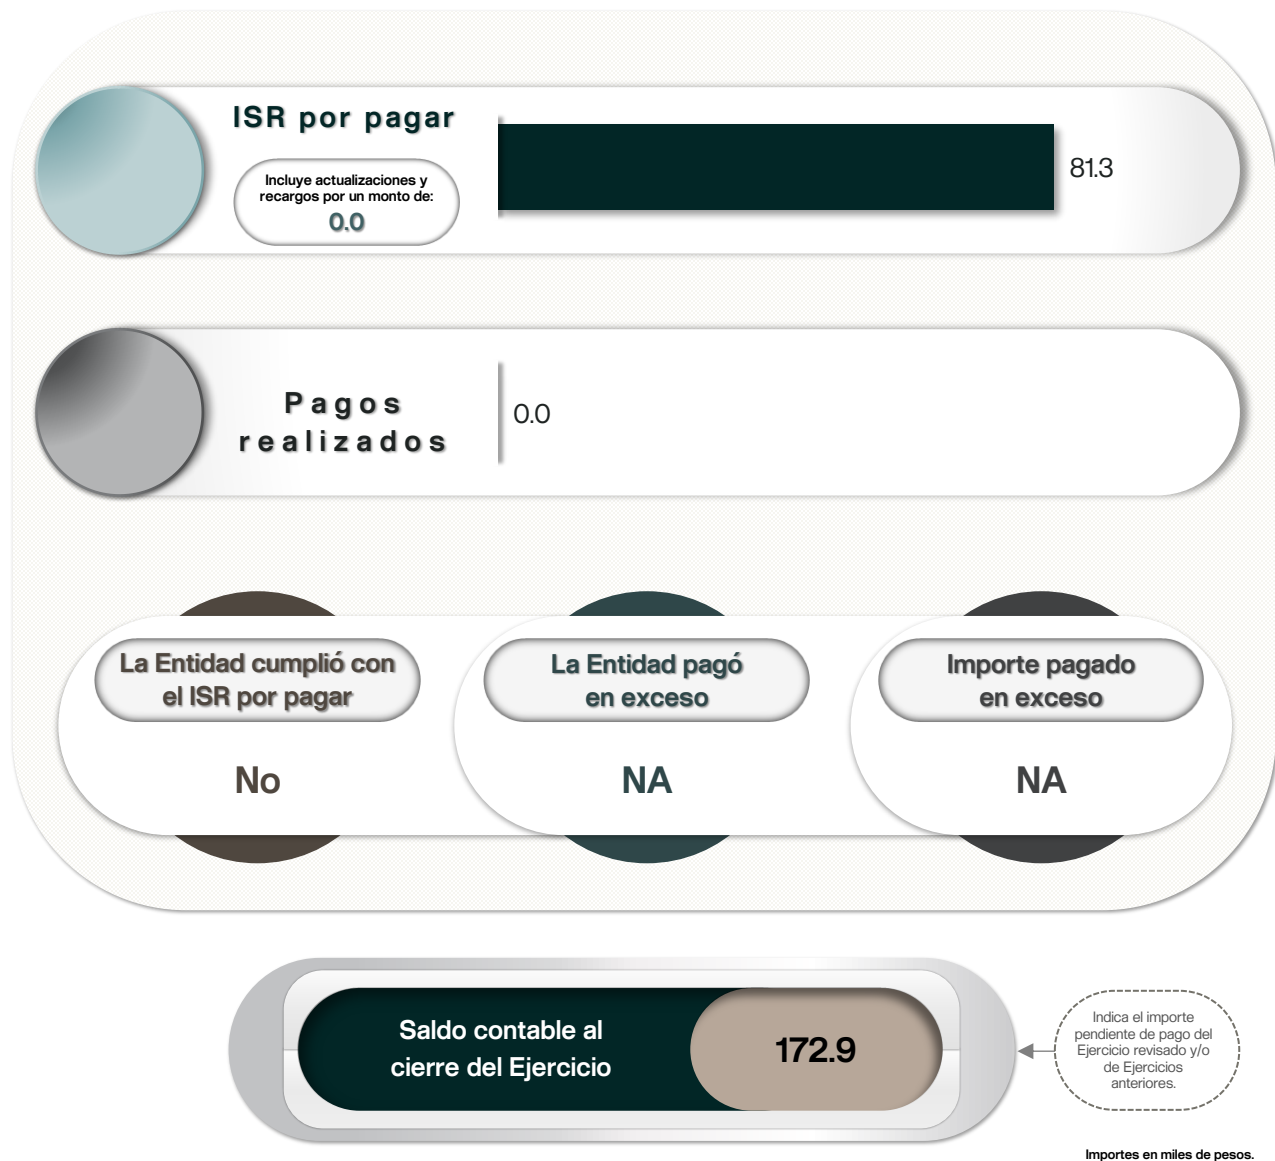 ISR por pagar
Incluye actualizaciones y
recargos por un monto de:
0.0
81.3
Pagos
realizados
0.0
La Entidad cumplió con
el ISR por pagar
No
La Entidad pagó
en exceso
NA
Importe pagado
en exceso
NA
Saldo contable al
cierre del Ejercicio
172.9
Indica el importe
pendiente de pago del
Ejercicio revisado y/o
de Ejercicios
anteriores.
Importes en miles de pesos.